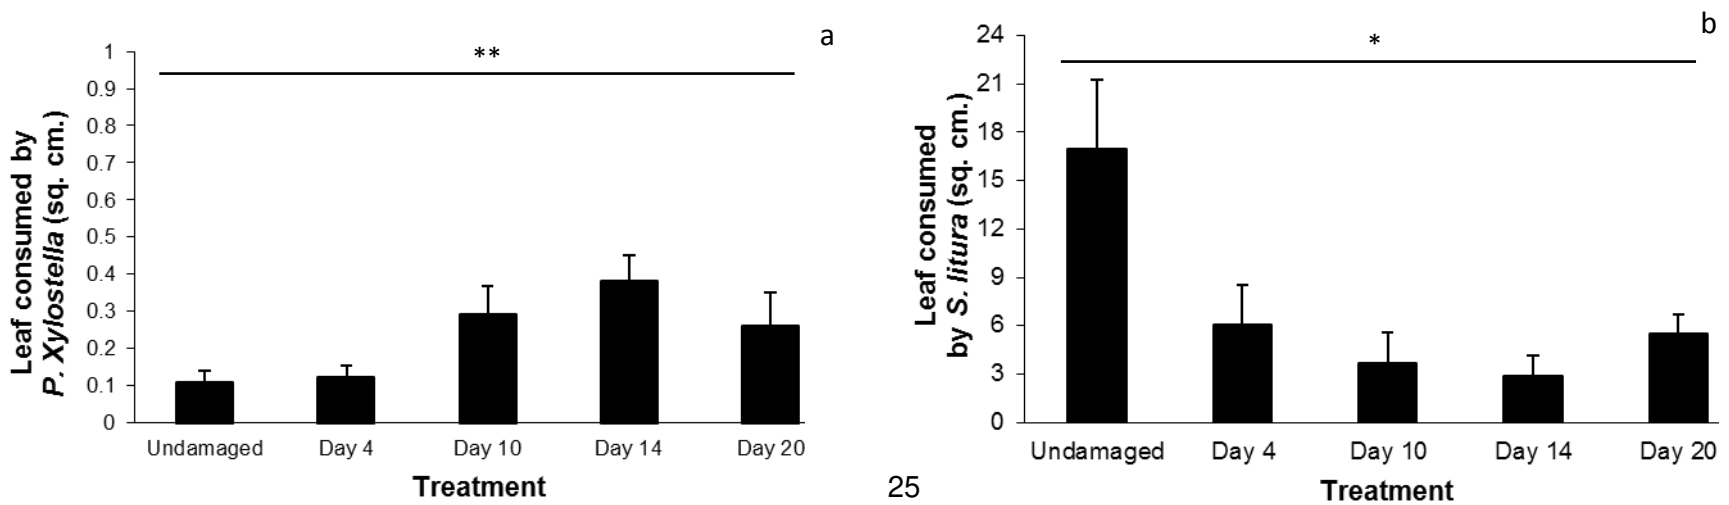 a
**
1
0.9
0.8
0.7
0.6
0.5
0.4
0.3
0.2
0.1
0
Leaf consumed by
P. Xylostella (sq. cm.)
Undamaged Day 4 Day 10 Day 14 Day 20
Treatment
25
b
*
24
21
18
15
12
9
6
3
0
Leaf consumed
by S. litura (sq. cm.)
Undamaged Day 4 Day 10 Day 14 Day 20
Treatment